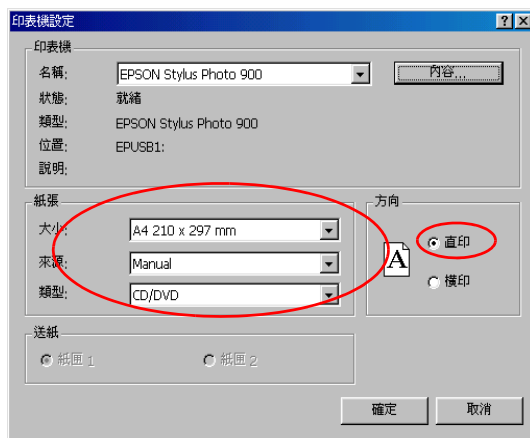 印表機設定
印表機
名稱: EPSON Stylus Photo 900 內容...
狀態: 就緒
類型: EPSON Stylus Photo 900
位置: EPUSB1:
說明:
紙張
大小: A4 210 x 297 mm
來源: Manual
類型: CD/DVD
方向
A
直印
橫印
送紙
紙匣 1 紙匣 2
確定 取消